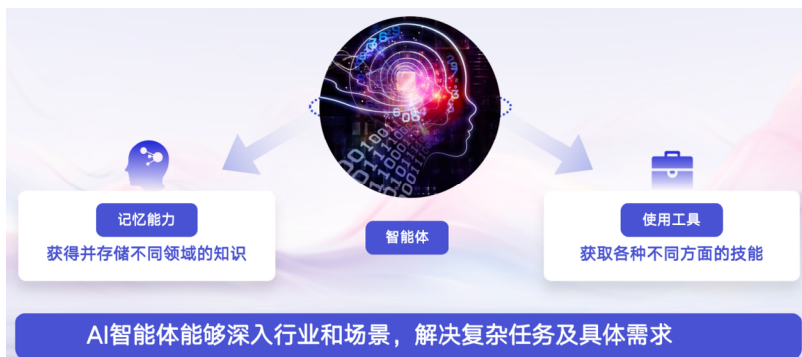 记忆能力
获得并存储不同领域的知识
智能体
使用工具
获取各种不同方面的技能
AI智能体能够深入行业和场景，解决复杂任务及具体需求